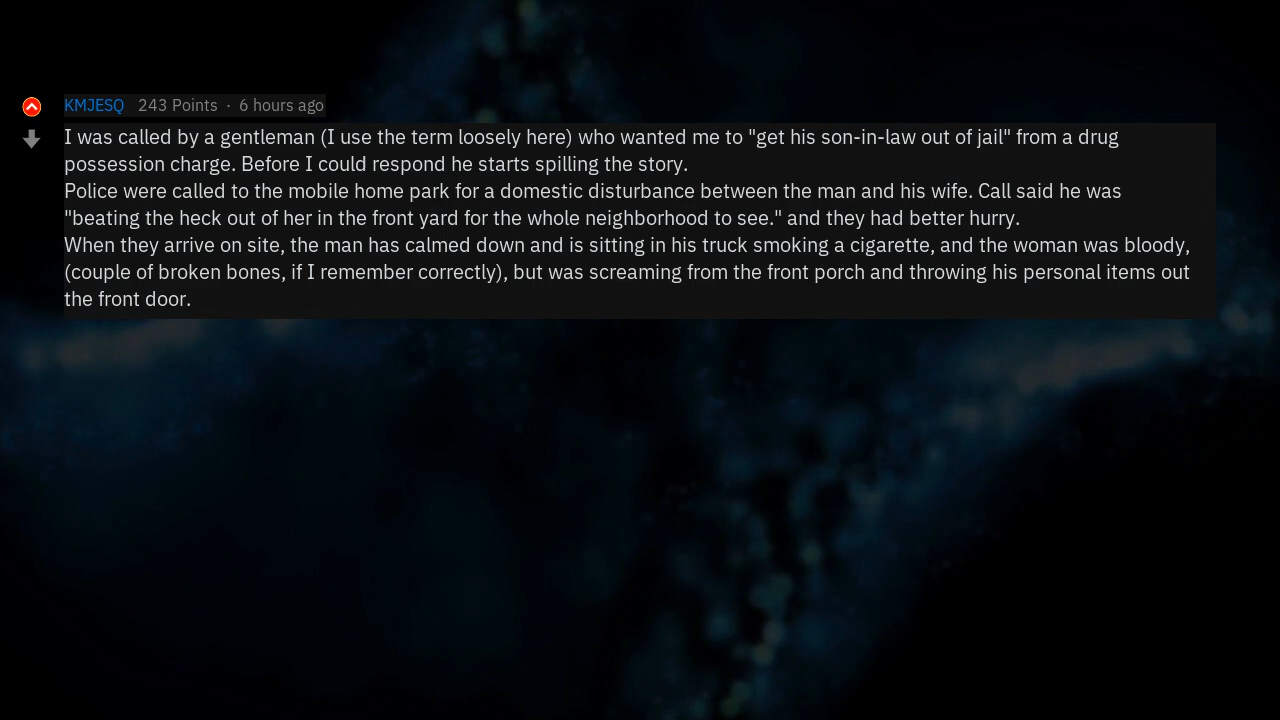 KMJESQ 243 Points · 6 hours ago
I was called by a gentleman (I use the term loosely here) who wanted me to "get his son-in-law out of jail" from a drug
possession charge. Before I could respond he starts spilling the story.
Police were called to the mobile home park for a domestic disturbance between the man and his wife. Call said he was
"beating the heck out of her in the front yard for the whole neighborhood to see." and they had better hurry.
When they arrive on site, the man has calmed down and is sitting in his truck smoking a cigarette, and the woman was bloody,
(couple of broken bones, if I remember correctly), but was screaming from the front porch and throwing his personal items out
the front door.